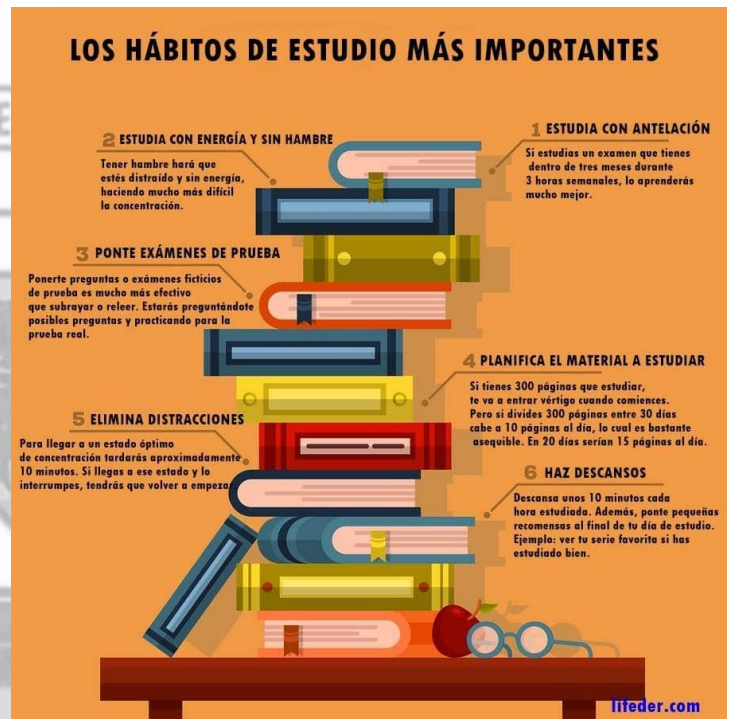 LOS HÁBITOS DE ESTUDIO MÁS IMPORTANTES
1 ESTUDIA CON ANTELACIÓN
Si estudias un examen que tienes
dentro de tres meses durante
3 horas semanales, lo aprenderás
mucho mejor.
2 ESTUDIA CON ENERGÍA Y SIN HAMBRE
Tener hambre hará que
estés distraído y sin energía,
haciendo mucho más difícil
la concentración.
3 PONTE EXÁMENES DE PRUEBA
Ponerte preguntas o exámenes ficticios
de prueba es mucho más efectivo
que subrayar o releer. Estarás preguntándote
posibles preguntas y practicando para la
prueba real.
4 PLANIFICA EL MATERIAL A ESTUDIAR
Si tienes 300 páginas que estudiar,
te va a entrar vértigo cuando comiences.
Pero si divides 300 páginas entre 30 días
cabe a 10 páginas al día, lo cual es bastante
asequible. En 20 días serían 15 páginas al día.
5 ELIMINA DISTRACCIONES
Para llegar a un estado óptimo
de concentración tardarás aproximadamente
10 minutos. Si llegas a ese estado y lo
interrumpes, tendrás que volver a empeza
6 HAZ DESCANSOS
Descansa unos 10 minutos cada
hora estudiada. Además, ponte pequeñas
recomensas al final de tu día de estudio.
Ejemplo: ver tu serie favorita si has
estudiado bien.
lifeder.com